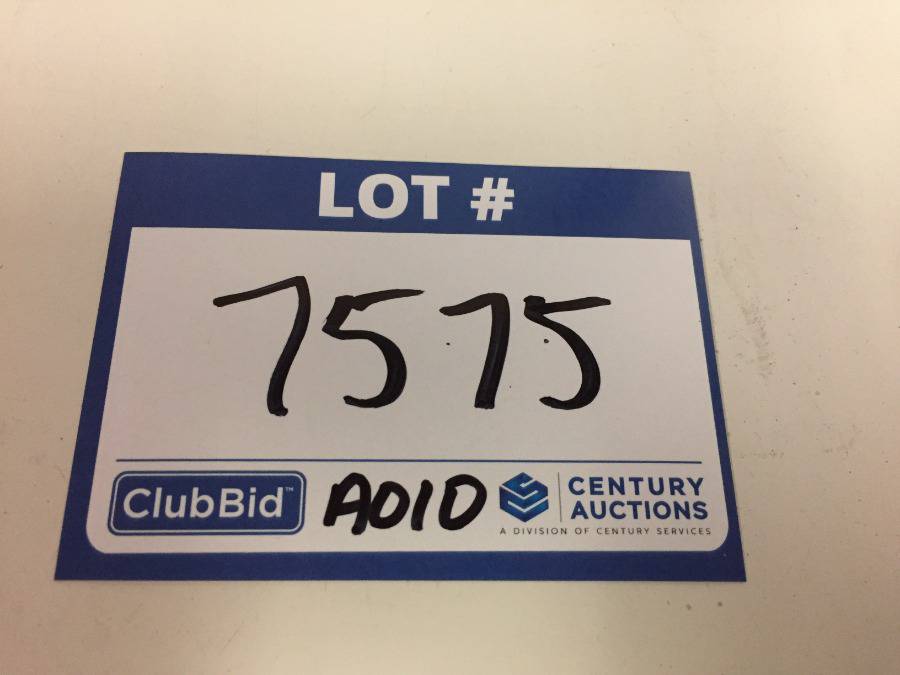 LOT #
7575
ClubBid™ A010 CENTURY
AUCTIONS
A DIVISION OF CENTURY SERVICES